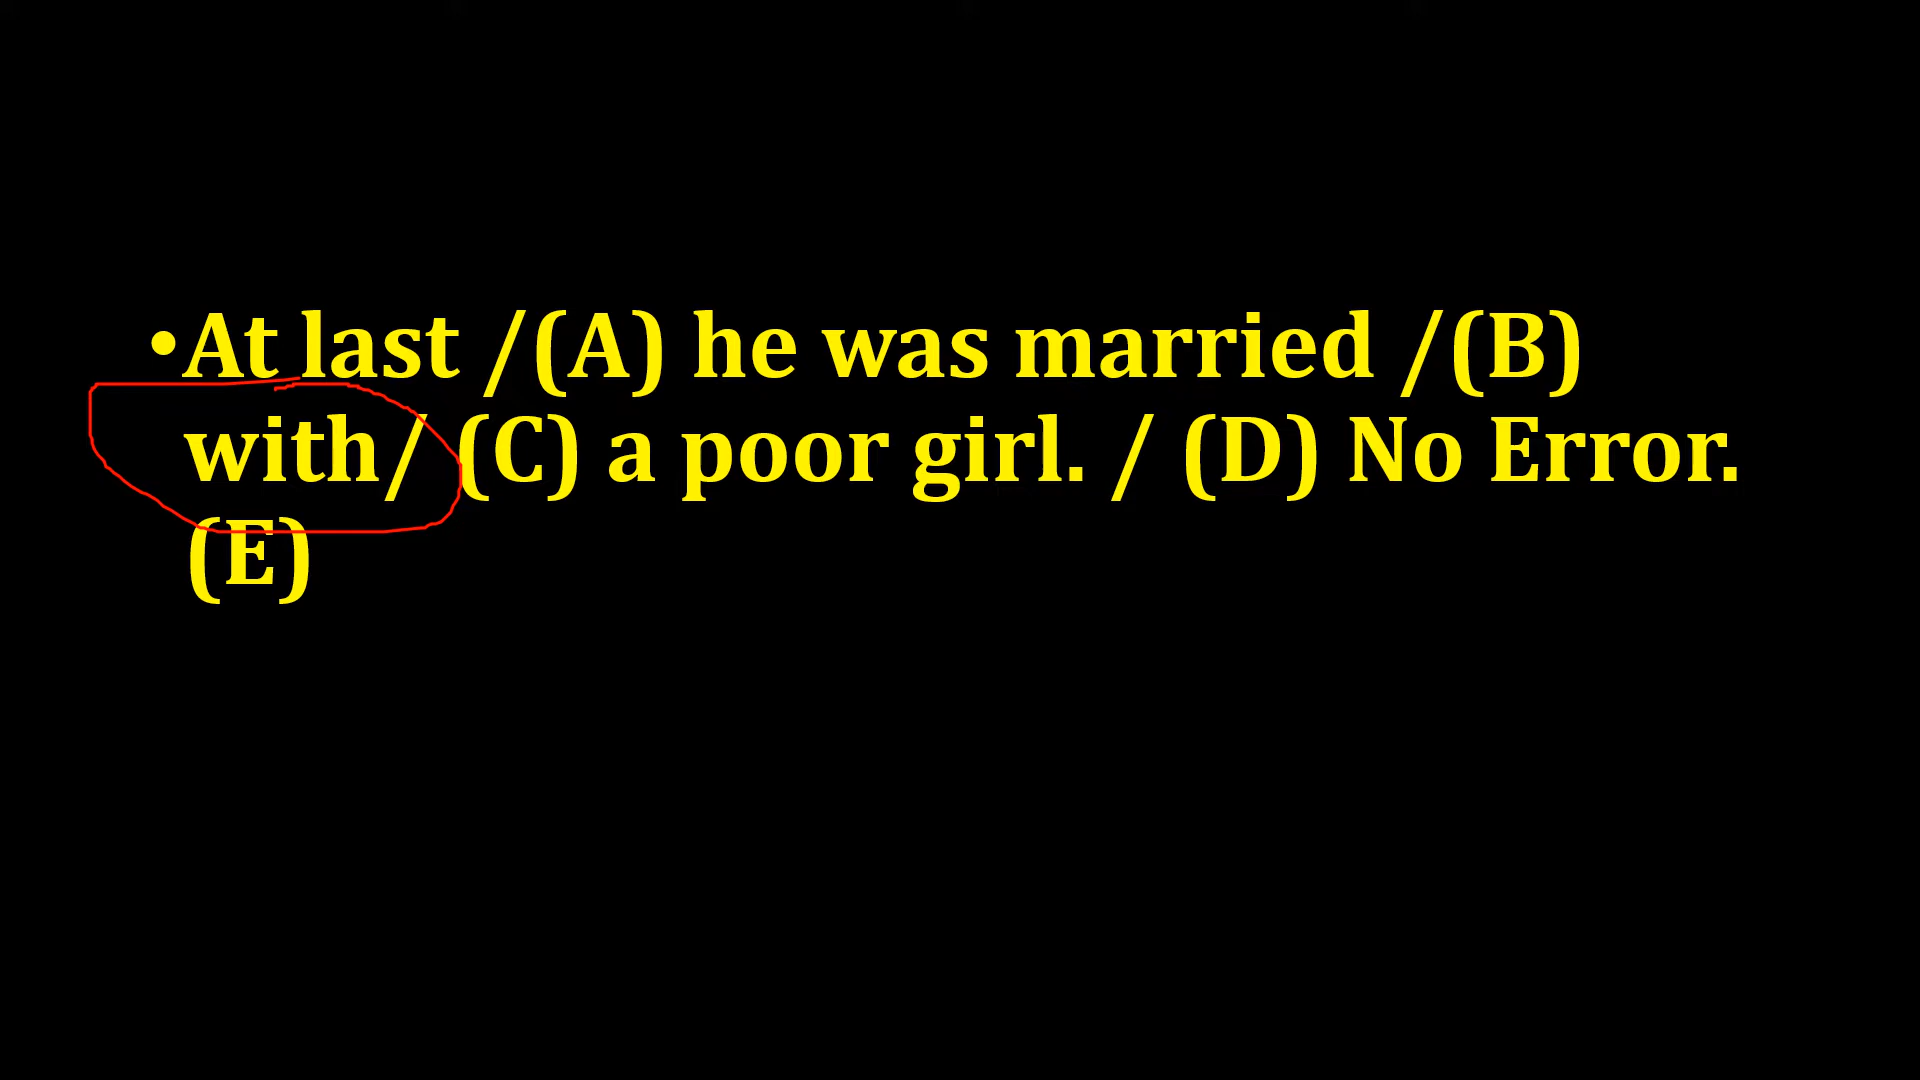 •At last /(A) he was married /(B)
with/ (C) a poor girl. / (D) No Error.
(E)